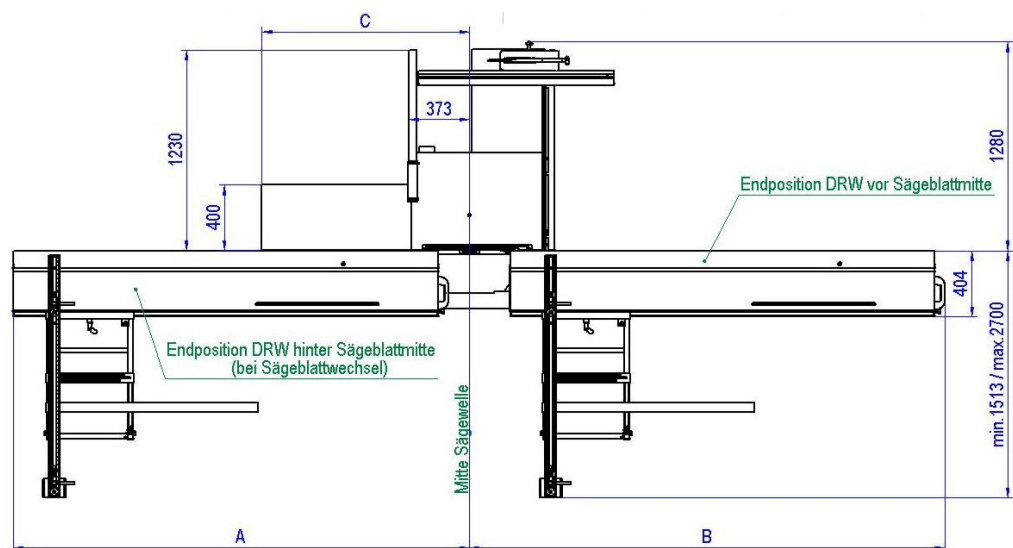 C
1230
373
1280
400
Endposition DRW vor Sägeblattmitte
404
Endposition DRW hinter Sägeblattmitte
(bei Sägeblattwechsel)
Mitte Sägewelle
min.1513 / max.2700
A
B